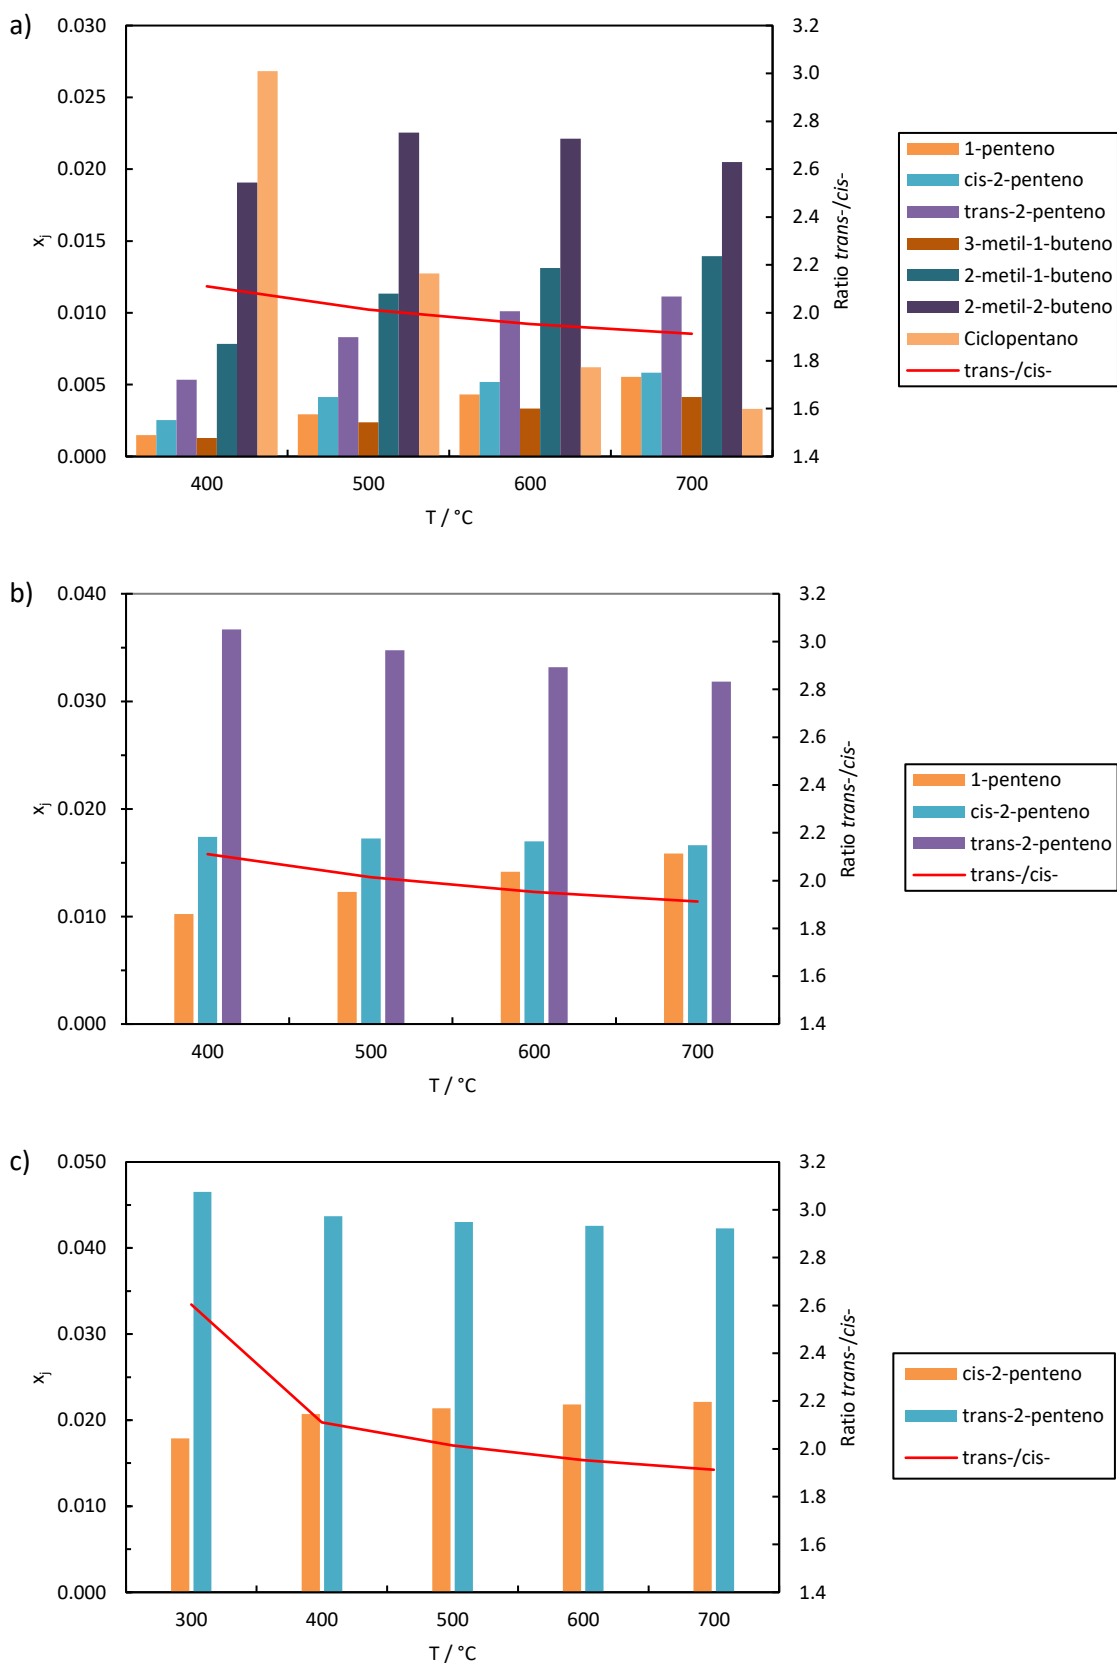 a)
0.030
0.025
0.020
0.015
0.010
0.005
0.000
xj
3.2
3.0
2.8
2.6
2.4
2.2
2.0
1.8
1.6
1.4
Ratio trans-/cis-
400 500 600 700
T / °C
1-penteno
cis-2-penteno
trans-2-penteno
3-metil-1-buteno
2-metil-1-buteno
2-metil-2-buteno
Ciclopentano
trans-/cis-
b)
0.040
0.030
0.020
0.010
0.000
xj
3.2
3.0
2.8
2.6
2.4
2.2
2.0
1.8
1.6
1.4
Ratio trans-/cis-
400 500 600 700
T / °C
1-penteno
cis-2-penteno
trans-2-penteno
trans-/cis-
c)
0.050
0.040
0.030
0.020
0.010
0.000
xj
3.2
3.0
2.8
2.6
2.4
2.2
2.0
1.8
1.6
1.4
Ratio trans-/cis-
300 400 500 600 700
T / °C
cis-2-penteno
trans-2-penteno
trans-/cis-